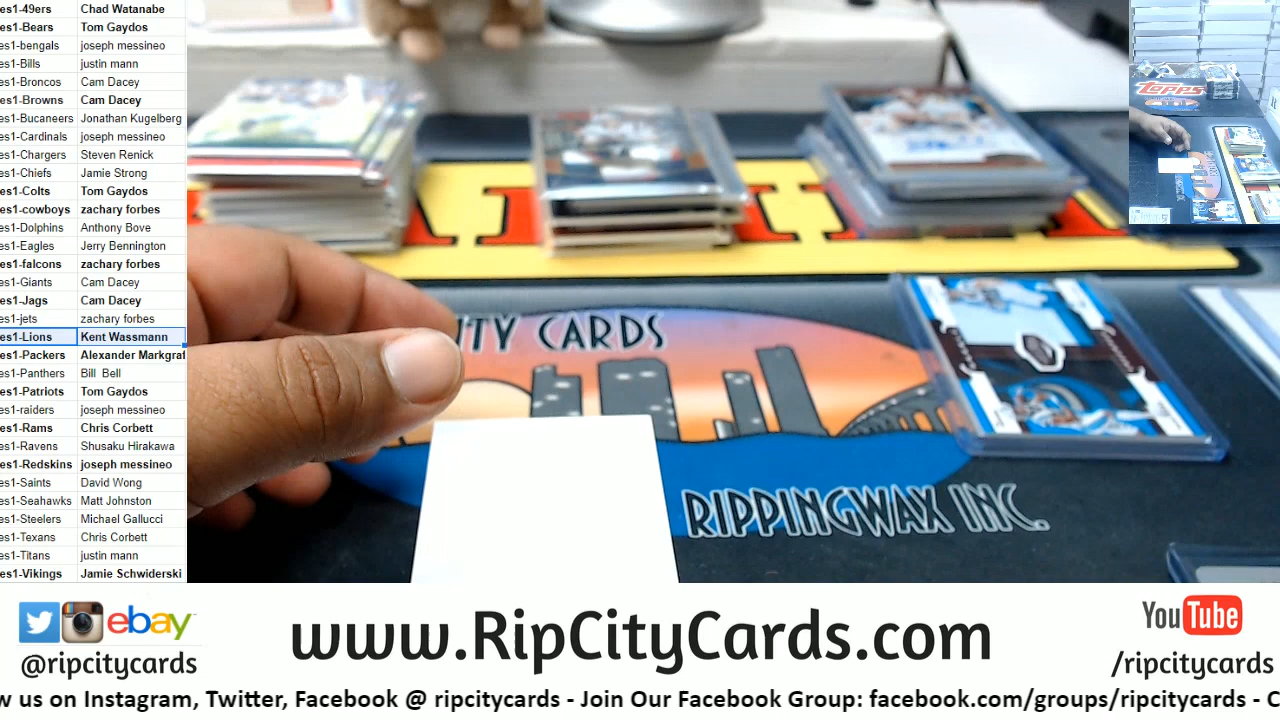 es1-49ers Chad Watanabe
es1-Bears Tom Gaydos
es1-bengals joseph messineo
es1-Bills justin mann
es1-Broncos Cam Dacey
es1-Browns Cam Dacey
es1-Bucaneers Jonathan Kugelberg
es1-Cardinals joseph messineo
es1-Chargers Steven Renick
es1-Chiefs Jamie Strong
es1-Colts Tom Gaydos
es1-cowboys zachary forbes
es1-Dolphins Anthony Bove
es1-Eagles Jerry Bennington
es1-falcons zachary forbes
es1-Giants Cam Dacey
es1-Jags Cam Dacey
es1-jets zachary forbes
es1-Lions Kent Wassmann
es1-Packers Alexander Markgraf
es1-Panthers Bill Bell
es1-Patriots Tom Gaydos
es1-raiders joseph messineo
es1-Rams Chris Corbett
es1-Ravens Shusaku Hirakawa
es1-Redskins joseph messineo
es1-Saints David Wong
es1-Seahawks Matt Johnston
es1-Steelers Michael Gallucci
es1-Texans Chris Corbett
es1-Titans justin mann
es1-Vikings Jamie Schwiderski
Topps
ITY CARDS
RIPPINGWAX INC.
ebay
@ripcitycards
www.RipCityCards.com
YouTube
/ripcitycards
w us on Instagram, Twitter, Facebook @ ripcitycards - Join Our Facebook Group: facebook.com/groups/ripcitycards - C